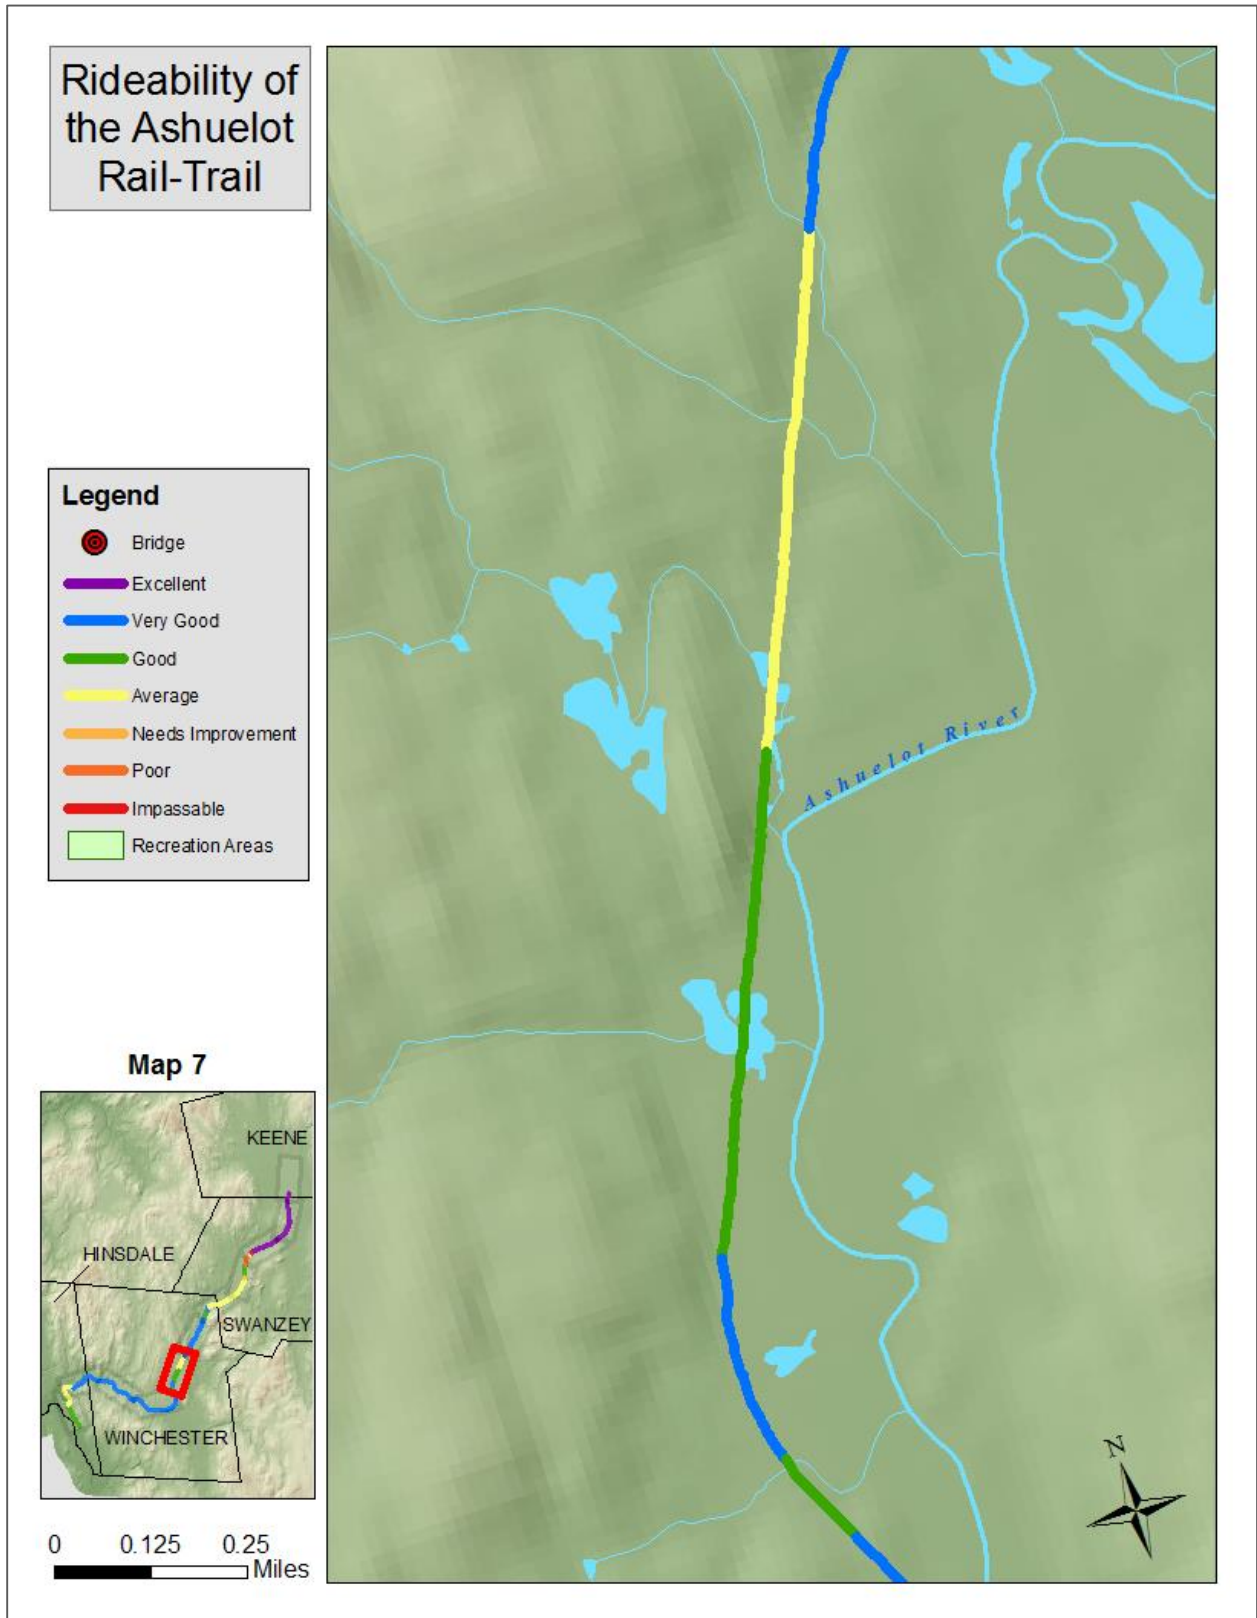 Rideability of
the Ashuelot
Rail-Trail
Legend
Bridge
Excellent
Very Good
Good
Average
Needs Improvement
Poor
Impassable
Recreation Areas
Map 7
KEENE
HINSDALE
SWANZEY
WINCHESTER
0 0.125 0.25
Miles
Ashuelot River
N